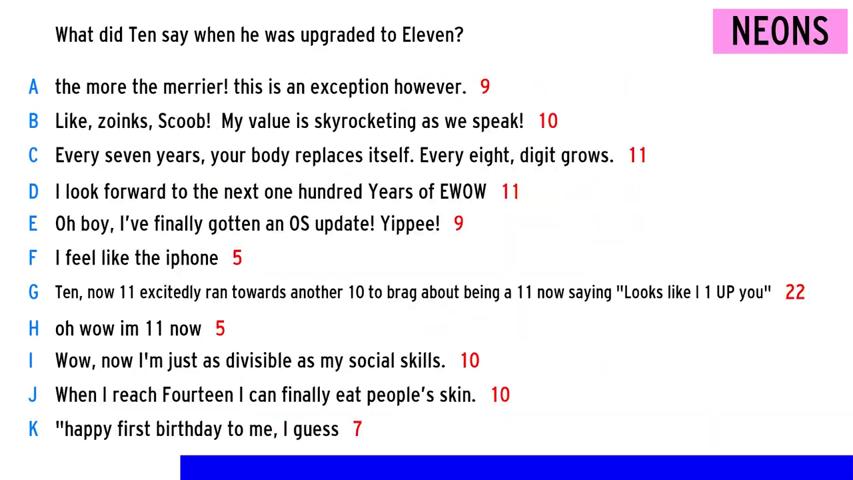 What did Ten say when he was upgraded to Eleven?
NEONS
A the more the merrier! this is an exception however. 9
B Like, zoinks, Scoob! My value is skyrocketing as we speak! 10
C Every seven years, your body replaces itself. Every eight, digit grows. 11
D I look forward to the next one hundred Years of EWOW 11
E Oh boy, I've finally gotten an OS update! Yippee! 9
F I feel like the iphone 5
G Ten, now 11 excitedly ran towards another 10 to brag about being a 11 now saying "Looks like I 1 UP you" 22
H oh wow im 11 now 5
I Wow, now I'm just as divisible as my social skills. 10
J When I reach Fourteen I can finally eat people's skin. 10
K "happy first birthday to me, I guess 7